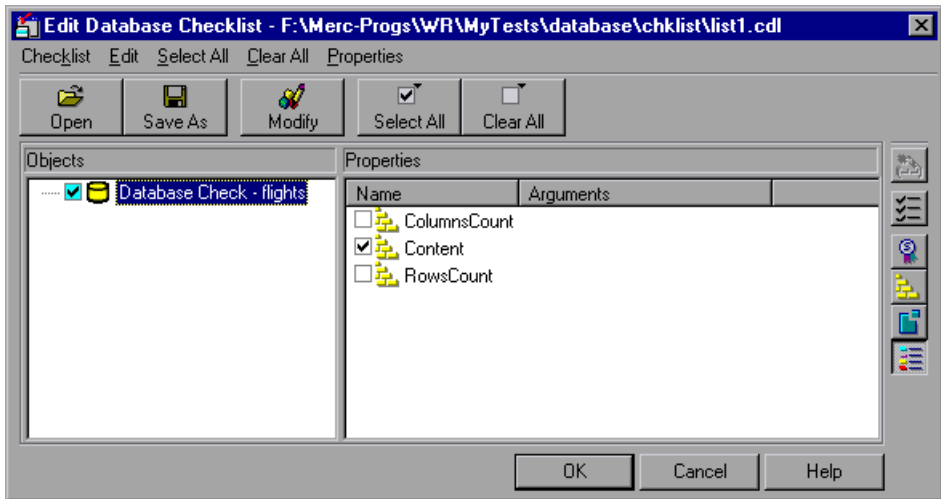 Edit Database Checklist - F:\Merc-Progs\WR\MyTests\database\chklist\list1.cdl
Checklist Edit Select All Clear All Properties
Open Save As Modify Select All Clear All
Objects Properties
Database Check - flights Name Arguments
ColumnsCount
Content
RowsCount
OK Cancel Help